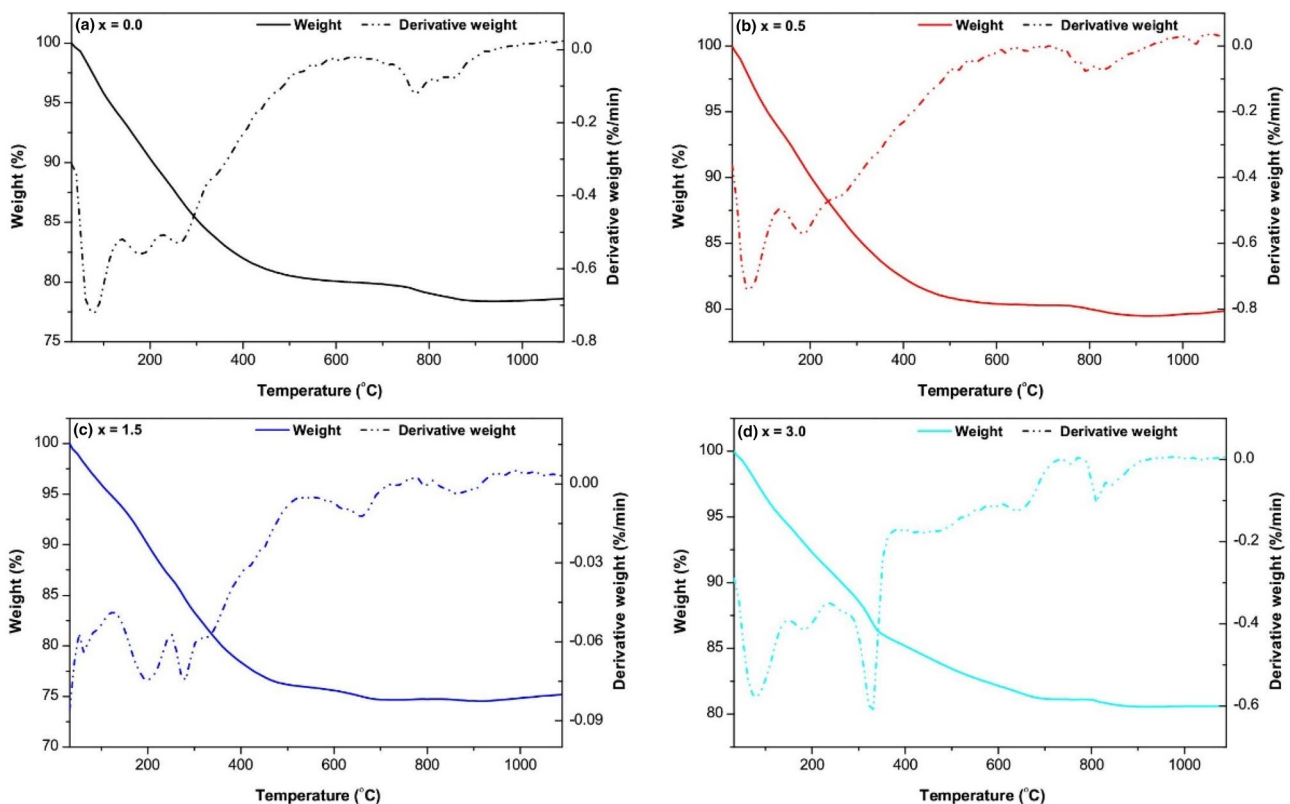 (a) x = 0.0 Weight Derivative weight
100
95
90
85
80
75
Weight (%)
0.0
-0.2
-0.4
-0.6
-0.8
Derivative weight (%/min)
200 400 600 800 1000
Temperature (°C)
(b) x = 0.5 Weight Derivative weight
100
95
90
85
80
Weight (%)
0.0
-0.2
-0.4
-0.6
-0.8
Derivative weight (%/min)
200 400 600 800 1000
Temperature (°C)
(c) x = 1.5 Weight Derivative weight
100
95
90
85
80
75
70
Weight (%)
0.00
-0.03
-0.06
-0.09
Derivative weight (%/min)
200 400 600 800 1000
Temperature (°C)
(d) x = 3.0 Weight Derivative weight
100
95
90
85
80
Weight (%)
0.0
-0.2
-0.4
-0.6
Derivative weight (%/min)
200 400 600 800 1000
Temperature (°C)